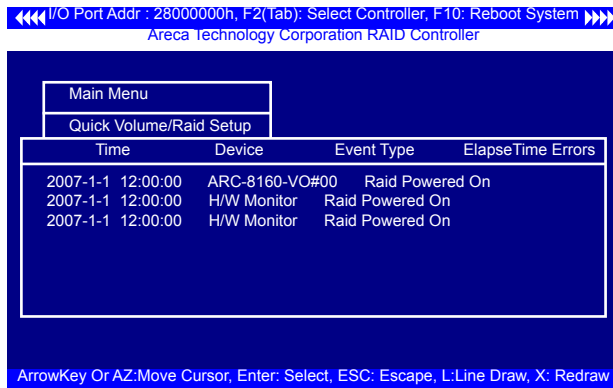 I/O Port Addr : 28000000h, F2(Tab): Select Controller, F10: Reboot System
Areca Technology Corporation RAID Controller
Main Menu
Quick Volume/Raid Setup
Time Device Event Type ElapseTime Errors
2007-1-1 12:00:00 ARC-8160-VO#00 Raid Powered On
2007-1-1 12:00:00 H/W Monitor Raid Powered On
2007-1-1 12:00:00 H/W Monitor Raid Powered On
ArrowKey Or AZ:Move Cursor, Enter: Select, ESC: Escape, L:Line Draw, X: Redraw